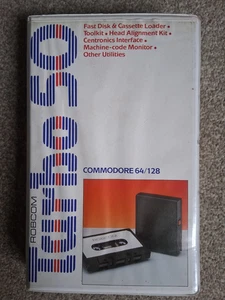 Fast Disk & Cassette Loader •
Toolkit • Head Alignment Kit •
Centronics Interface •
Machine-code Monitor •
Other Utilities
COMMODORE 64/128
ROBCOM
Turbo 50